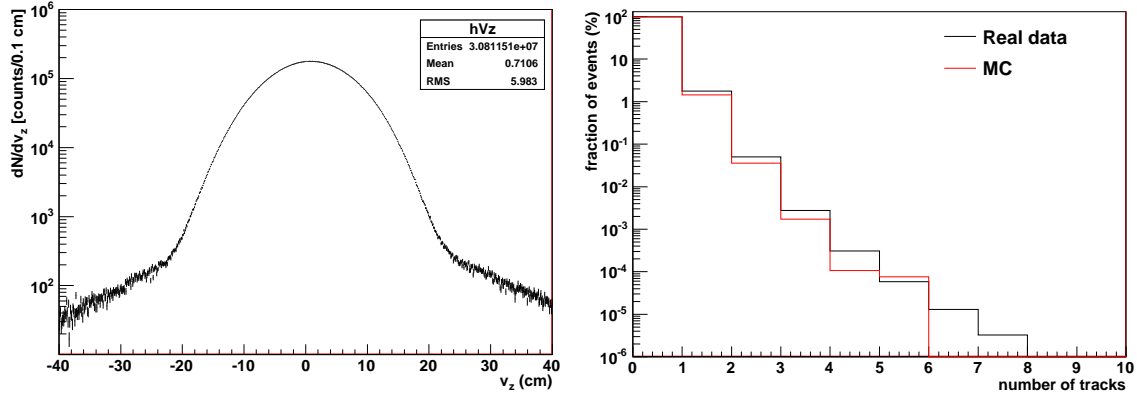 dN/dv_z [counts/0.1 cm]
10^6
10^5
10^4
10^3
10^2
hVz
Entries 3.081151e+07
Mean 0.7106
RMS 5.983
-40 -30 -20 -10 0 10 20 30 40
v_z (cm)
fraction of events (%)
10^2
10
1
10^-1
10^-2
10^-3
10^-4
10^-5
10^-6
Real data
MC
0 1 2 3 4 5 6 7 8 9 10
number of tracks